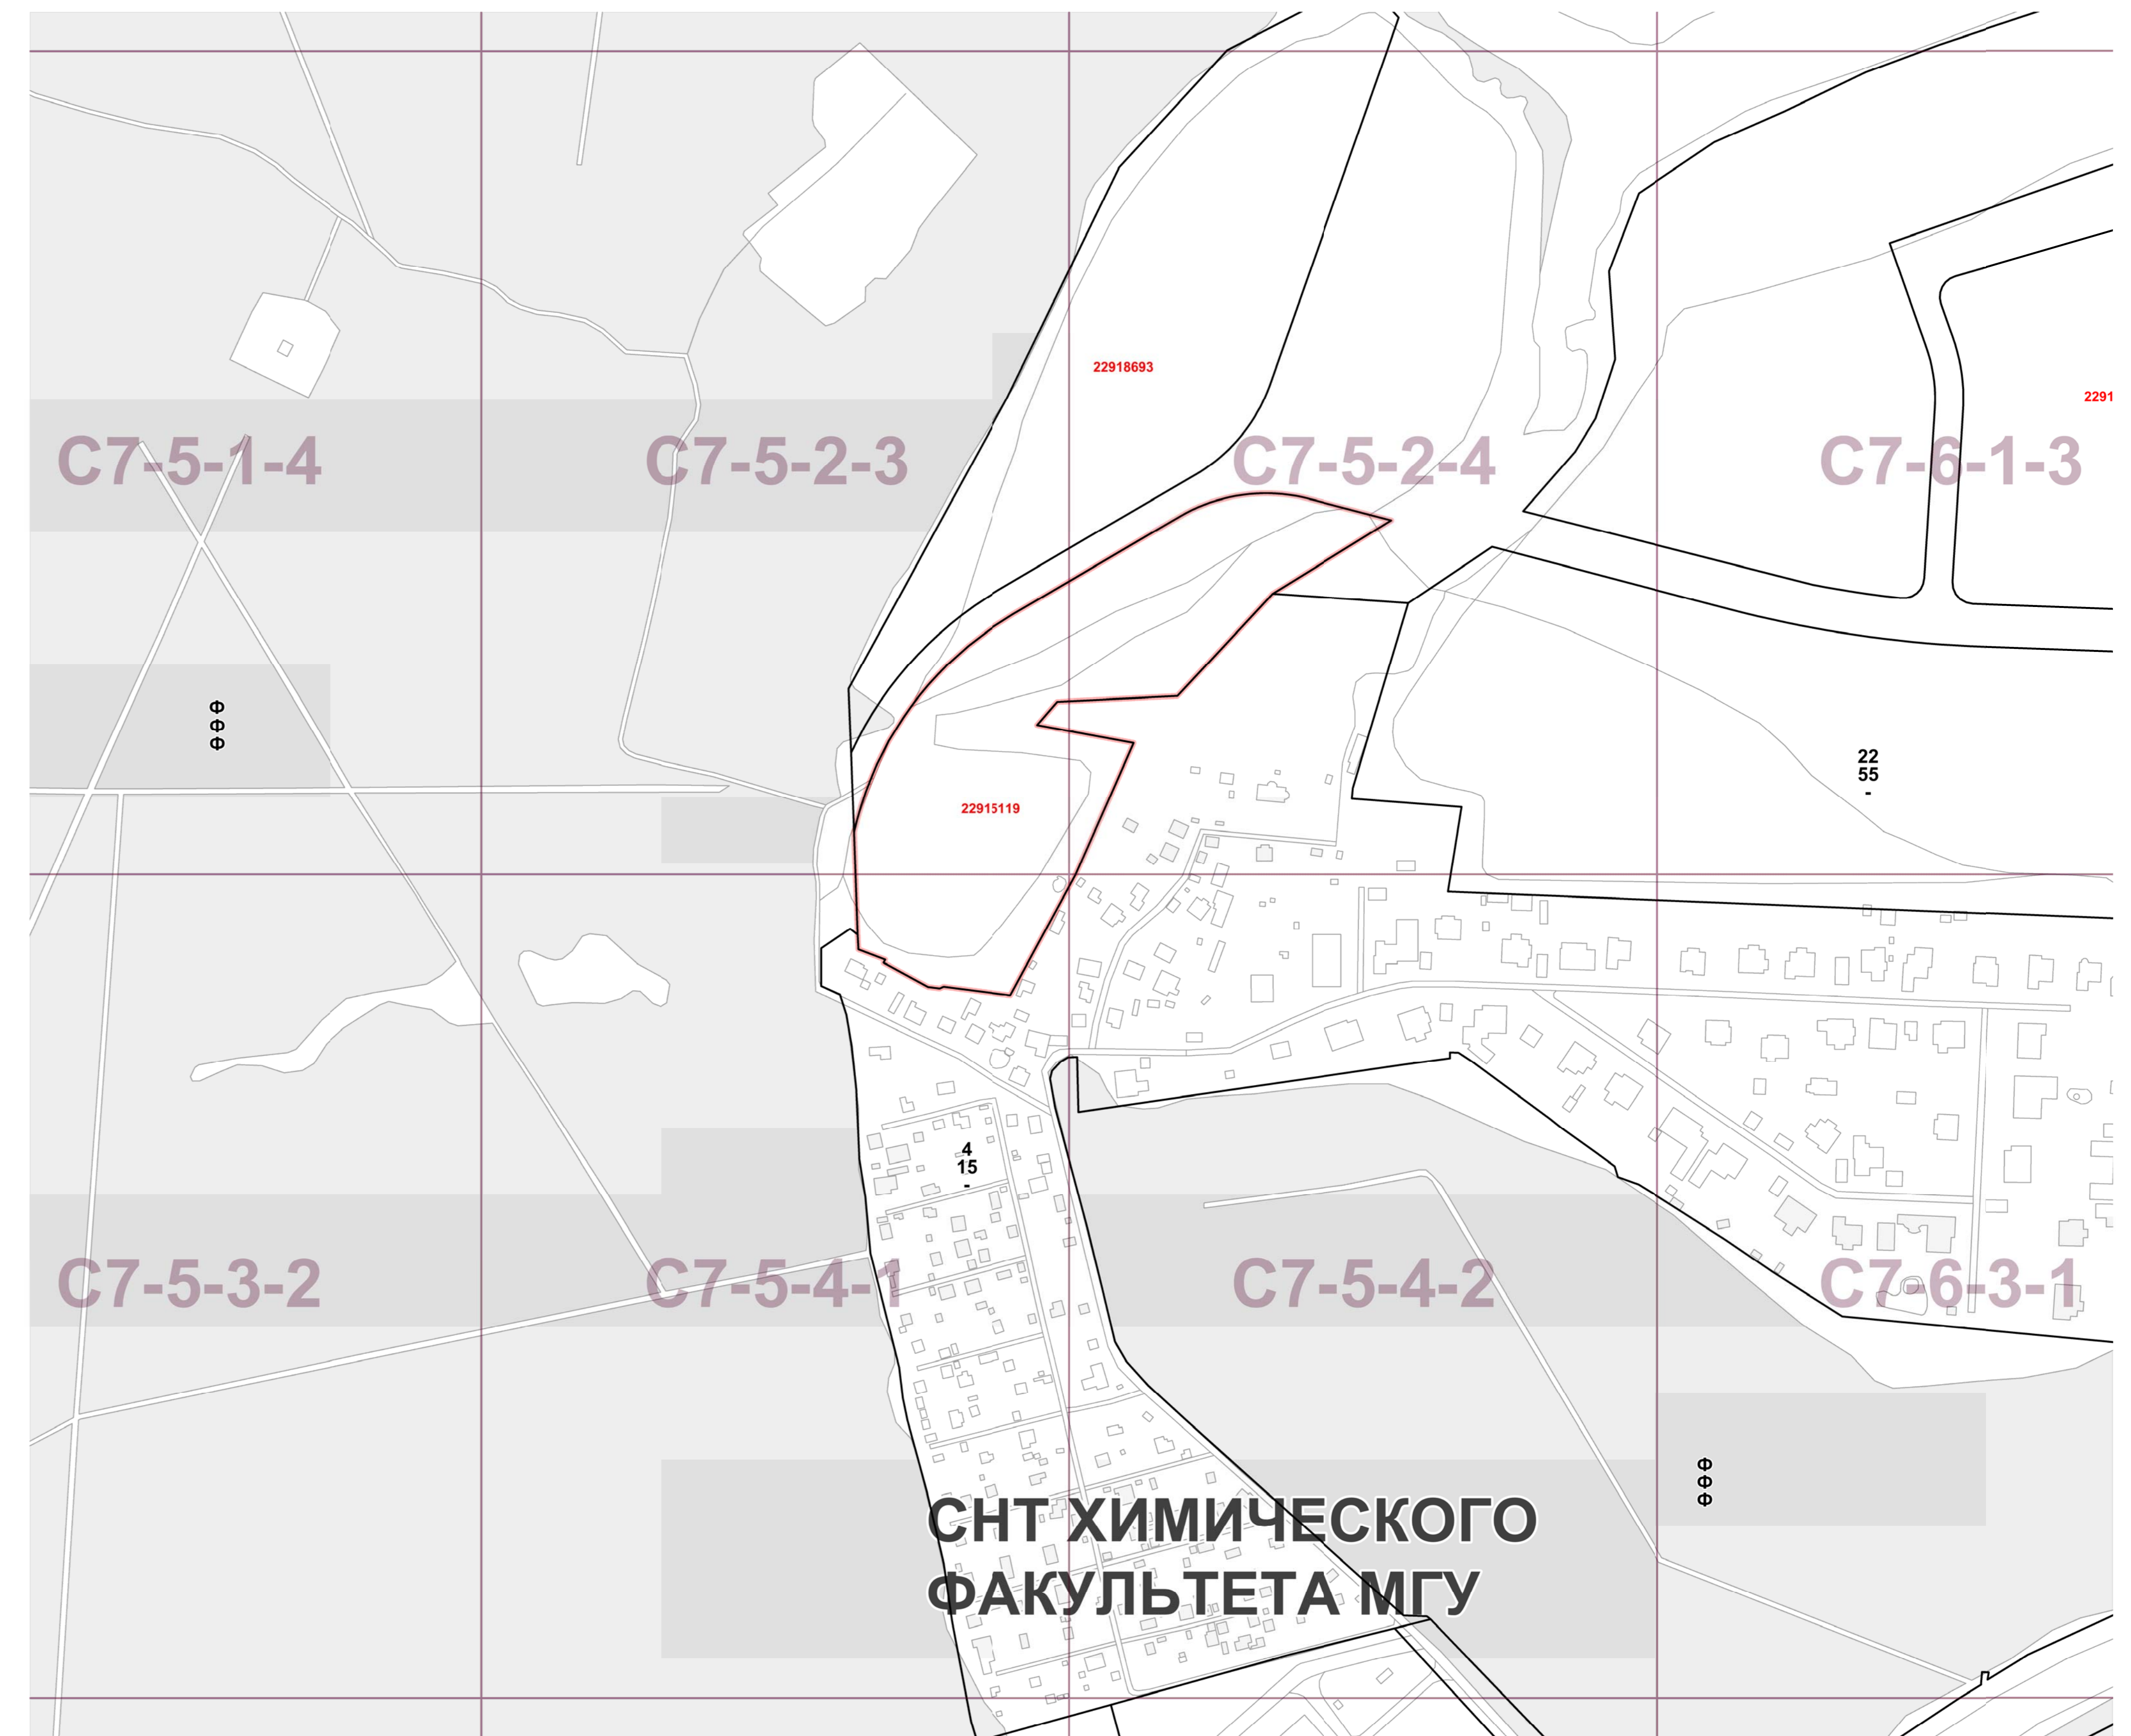 22918693
2291
С7-5-1-4
С7-5-2-3
С7-5-2-4
С7-6-1-3
Ф
Ф
Ф
22
55
-
22915119
4
15
-
С7-5-3-2
С7-5-4-1
С7-5-4-2
С7-6-3-1
Ф
Ф
Ф
СНТ ХИМИЧЕСКОГО
ФАКУЛЬТЕТА МГУ